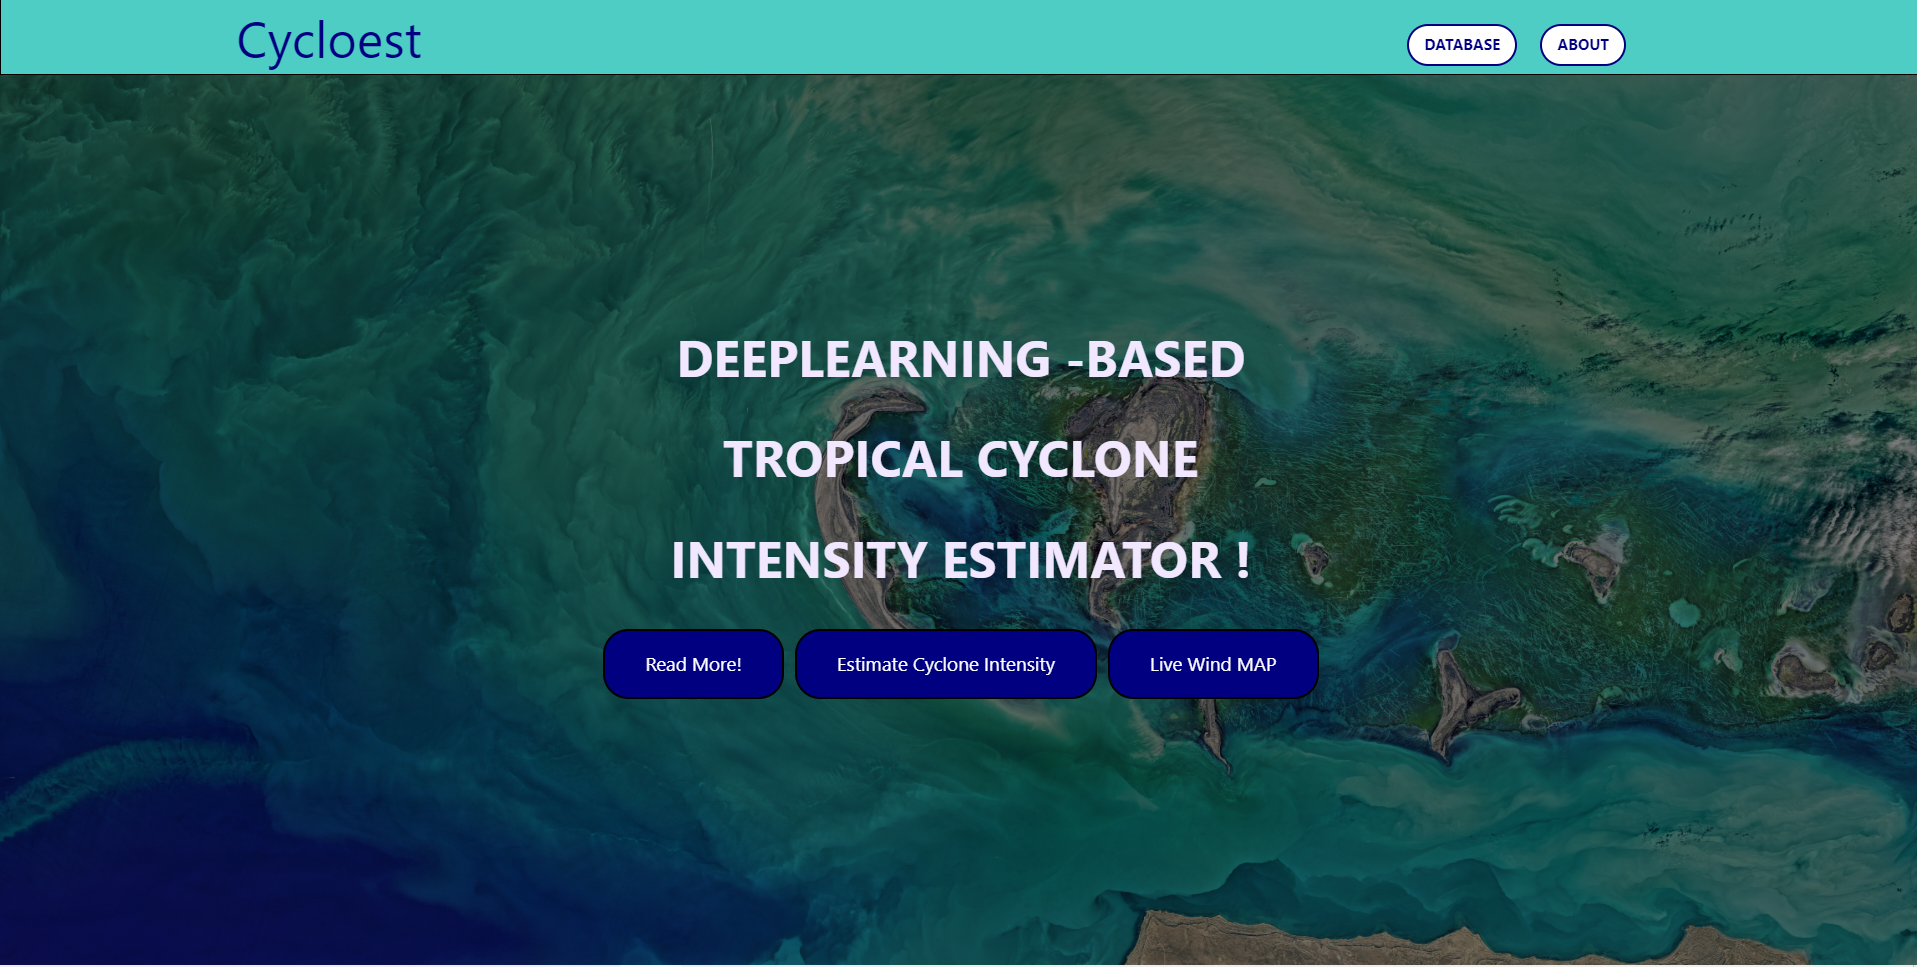 Cycloest
DATABASE
ABOUT
DEEPLEARNING -BASED
TROPICAL CYCLONE
INTENSITY ESTIMATOR !
Read More!
Estimate Cyclone Intensity
Live Wind MAP